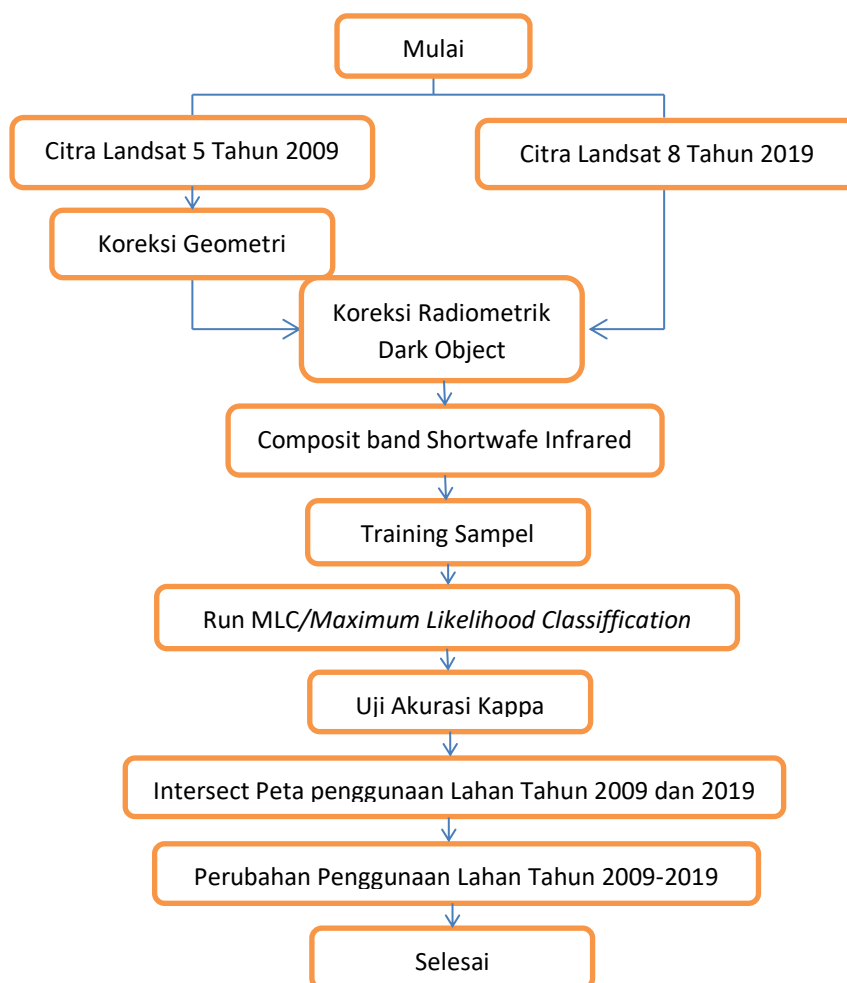 Mulai
Citra Landsat 5 Tahun 2009
Citra Landsat 8 Tahun 2019
Koreksi Geometri
Koreksi Radiometrik
Dark Object
Composit band Shortwafe Infrared
Training Sampel
Run MLC/Maximum Likelihood Classiffication
Uji Akurasi Kappa
Intersect Peta penggunaan Lahan Tahun 2009 dan 2019
Perubahan Penggunaan Lahan Tahun 2009-2019
Selesai